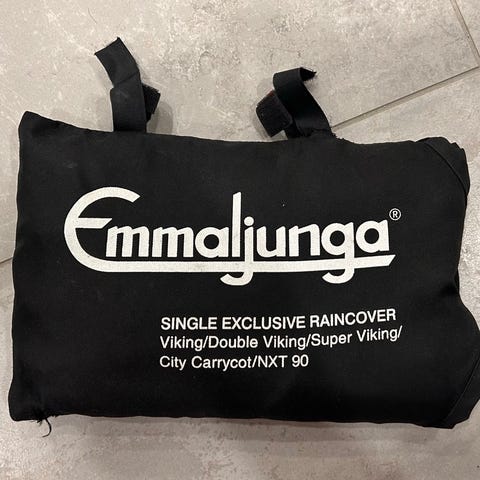 Emmaljunga®
SINGLE EXCLUSIVE RAINCOVER
Viking/Double Viking/Super Viking/
City Carrycot/NXT 90